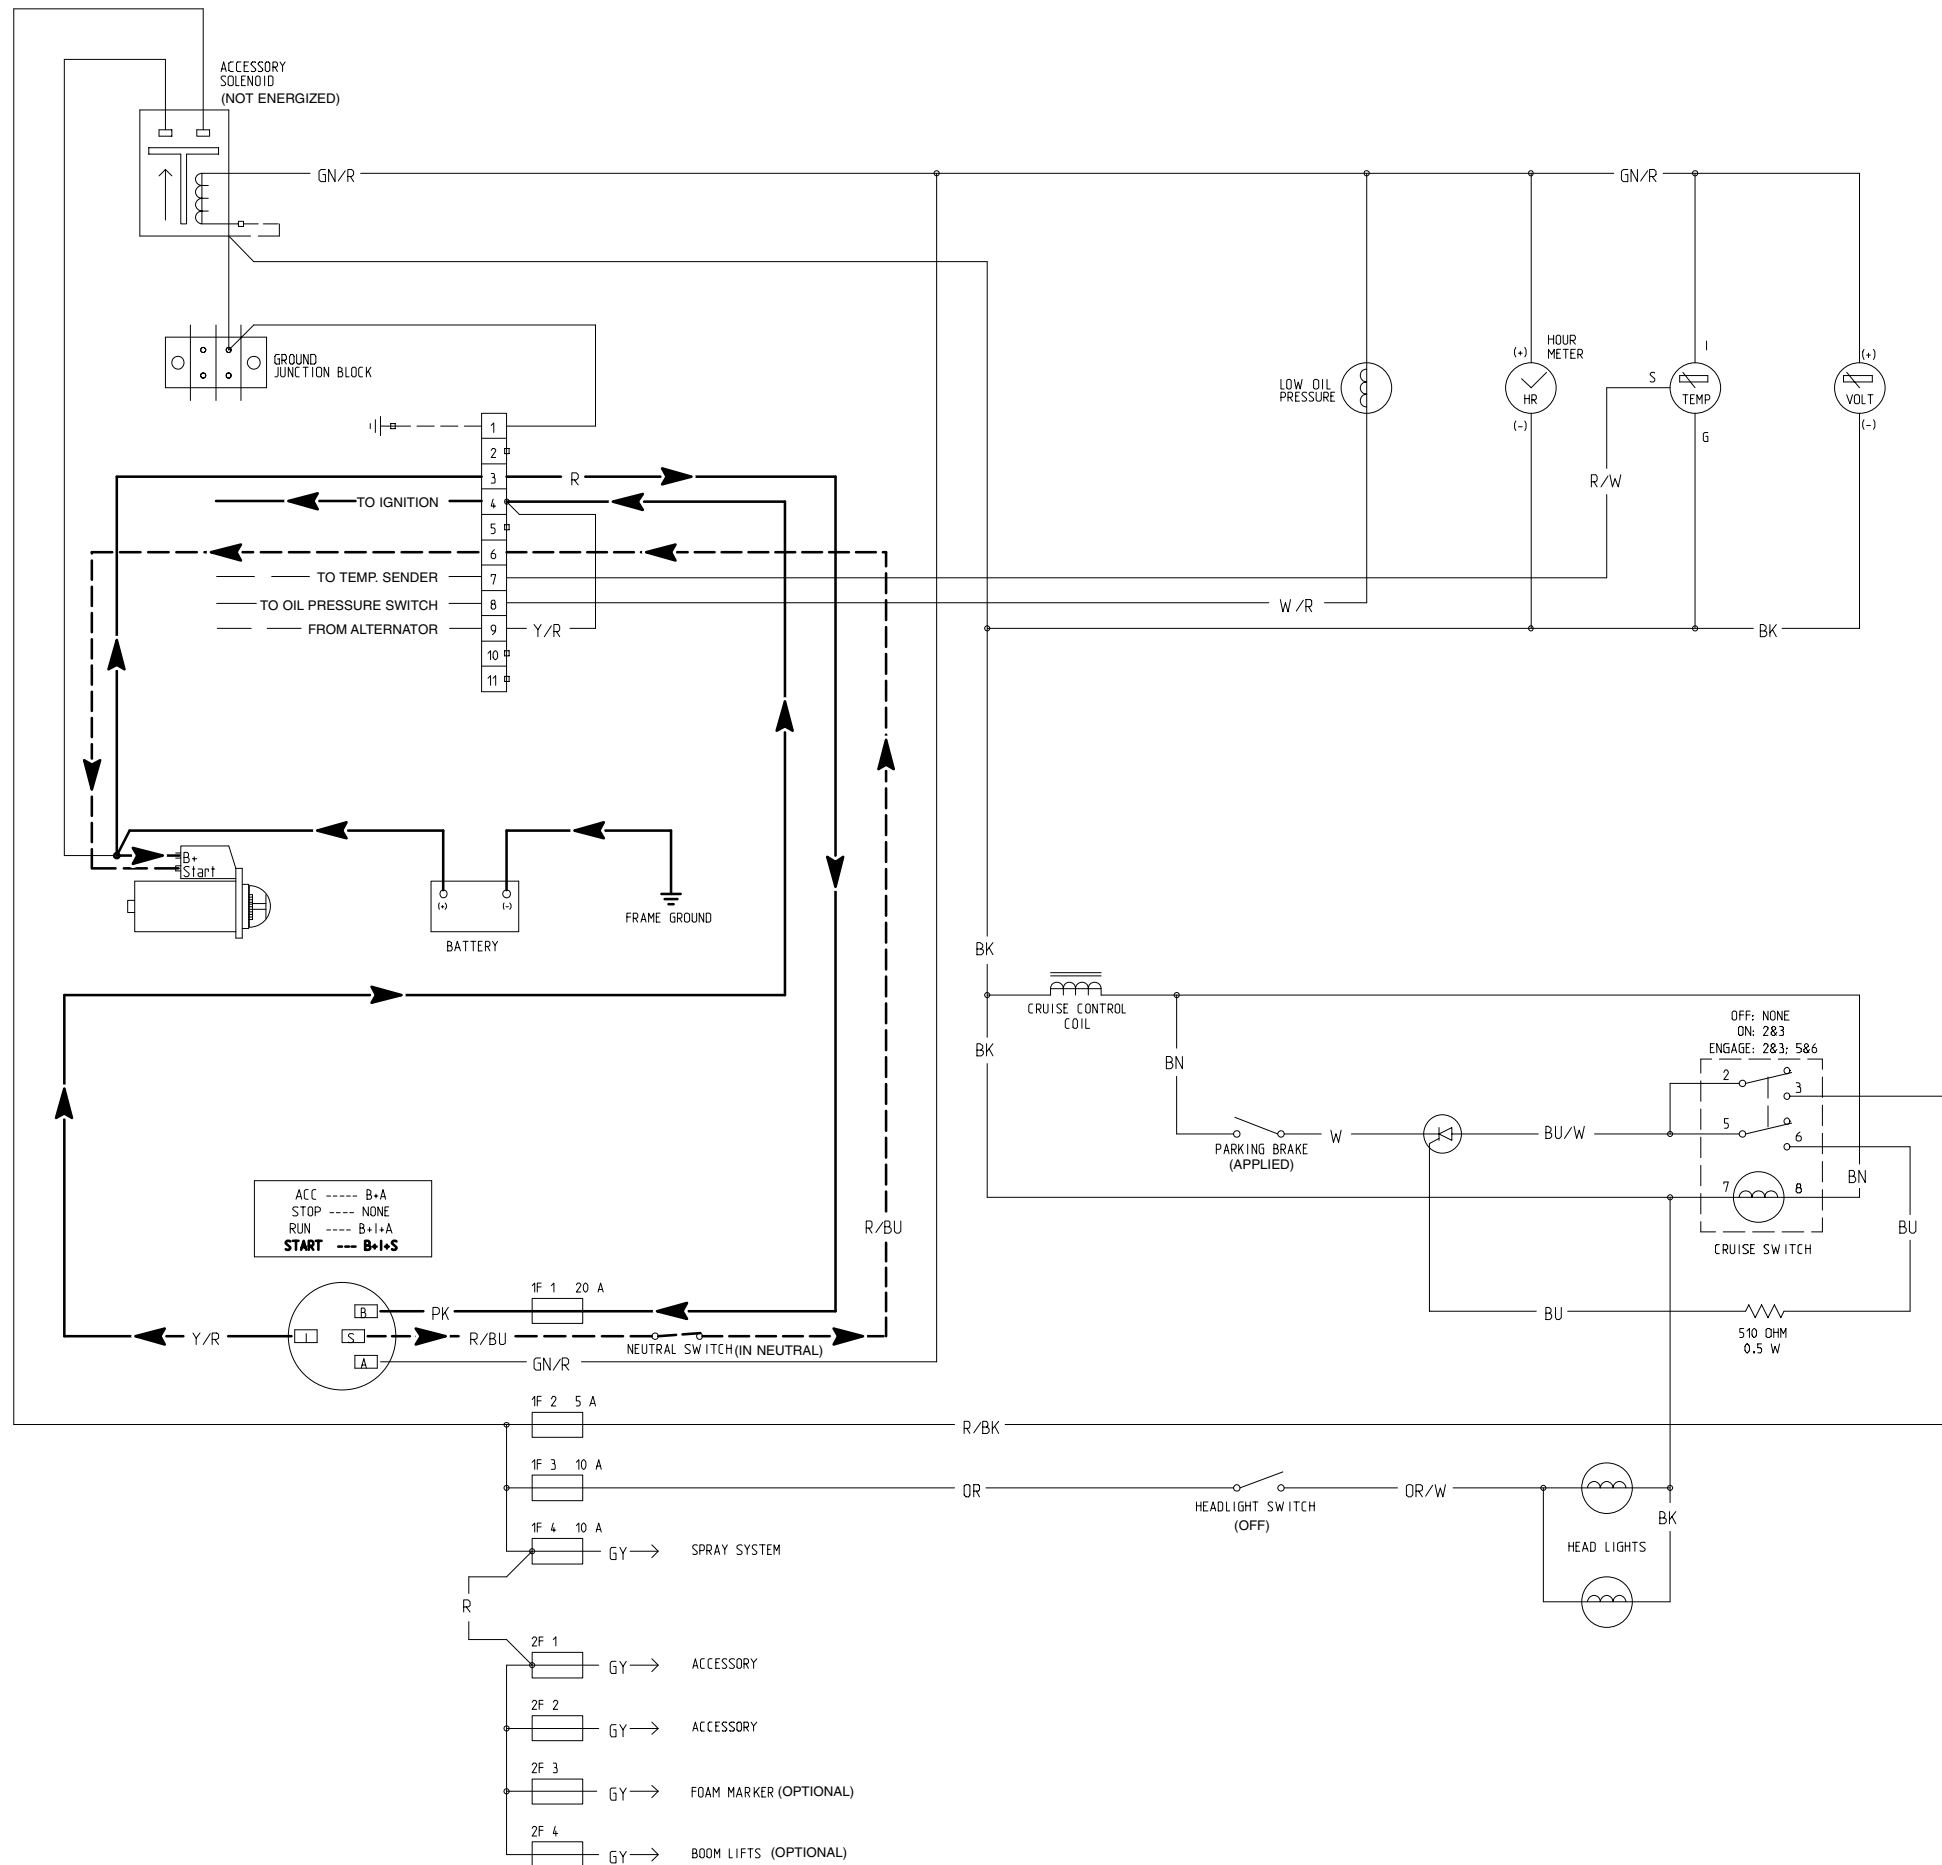 ACCESSORY
SOLENOID
(NOT ENERGIZED)
GN/R
GN/R
GROUND
JUNCTION BLOCK
HOUR
METER
(+)
(+)
I
LOW OIL
PRESSURE
S
HR
TEMP
VOLT
(-)
G
(-)
1
2
3
R
R/W
TO IGNITION
4
5
6
TO TEMP. SENDER
7
TO OIL PRESSURE SWITCH
8
W/R
FROM ALTERNATOR
9
Y/R
BK
10
11
B+
Start
(+)
(-)
FRAME GROUND
BATTERY
BK
CRUISE CONTROL
COIL
OFF: NONE
ON: 2&3
ENGAGE: 2&3; 5&6
BK
BN
2
3
5
6
W
BU/W
PARKING BRAKE
(APPLIED)
BN
7
8
ACC ----- B+A
STOP ---- NONE
RUN ---- B+I+A
START --- B+I+S
R/BU
BU
CRUISE SWITCH
1F 1 20 A
B
PK
BU
Y/R
I
S
R/BU
NEUTRAL SWITCH (IN NEUTRAL)
510 OHM
0.5 W
A
GN/R
1F 2 5 A
R/BK
1F 3 10 A
OR
OR/W
HEADLIGHT SWITCH
(OFF)
BK
1F 4 10 A
GY
SPRAY SYSTEM
HEAD LIGHTS
R
2F 1
GY
ACCESSORY
2F 2
GY
ACCESSORY
2F 3
GY
FOAM MARKER (OPTIONAL)
2F 4
GY
BOOM LIFTS (OPTIONAL)